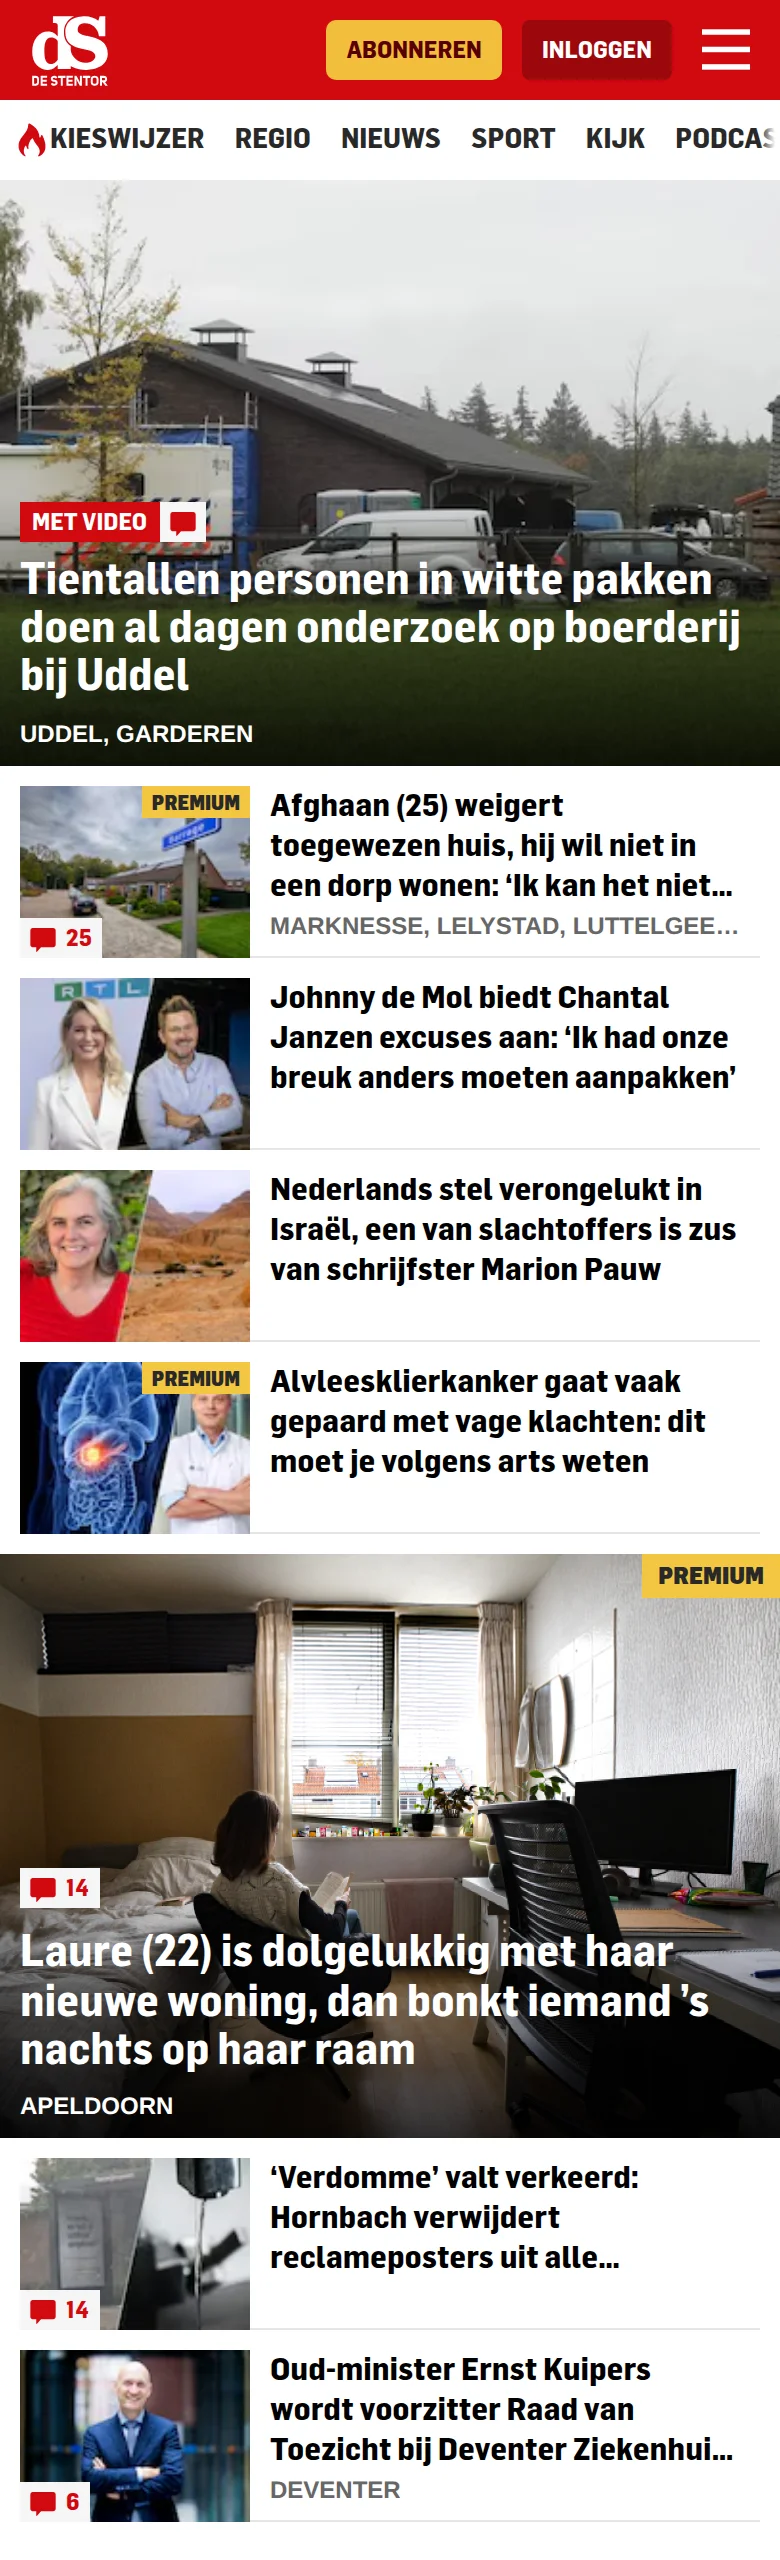 dS
DE STENTOR
ABONNEREN
INLOGGEN
KIESWIJZER REGIO NIEUWS SPORT KIJK PODCAS
MET VIDEO
Tientallen personen in witte pakken
doen al dagen onderzoek op boerderij
bij Uddel
UDDEL, GARDEREN
PREMIUM
25
Afghaan (25) weigert
toegewezen huis, hij wil niet in
een dorp wonen: ‘Ik kan het niet...
MARKNESSE, LELYSTAD, LUTTELGEE...
RTL
Johnny de Mol biedt Chantal
Janzen excuses aan: ‘Ik had onze
breuk anders moeten aanpakken’
Nederlands stel verongelukt in
Israël, een van slachtoffers is zus
van schrijfster Marion Pauw
PREMIUM
Alvleesklierkanker gaat vaak
gepaard met vage klachten: dit
moet je volgens arts weten
PREMIUM
14
Laure (22) is dolgelukkig met haar
nieuwe woning, dan bonkt iemand ’s
nachts op haar raam
APELDOORN
14
‘Verdomme’ valt verkeerd:
Hornbach verwijdert
reclameposters uit alle...
6
Oud-minister Ernst Kuipers
wordt voorzitter Raad van
Toezicht bij Deventer Ziekenhui...
DEVENTER